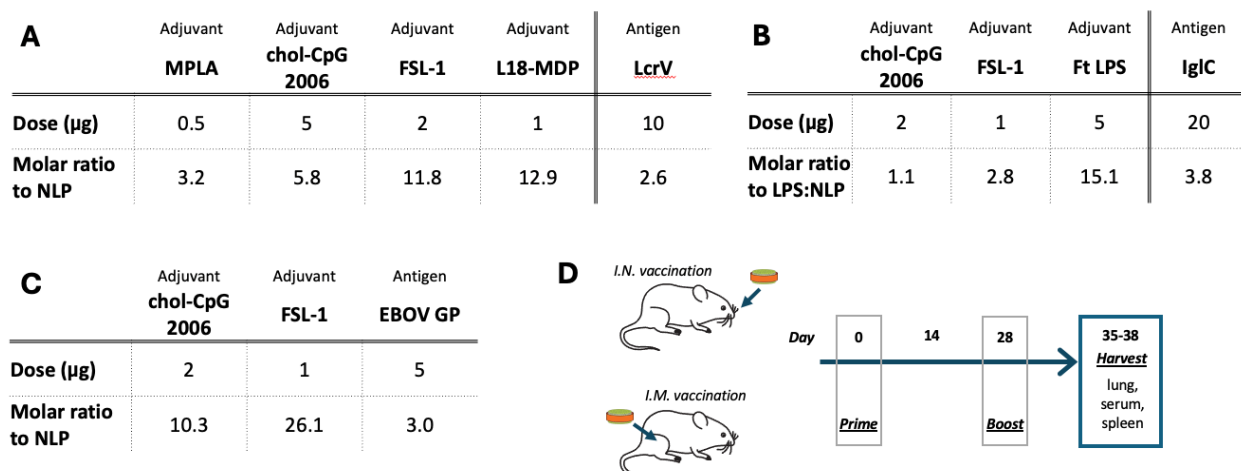 A
Adjuvant Adjuvant Adjuvant Adjuvant Antigen
MPLA chol-CpG 2006 FSL-1 L18-MDP LcrV
Dose (µg) 0.5 5 2 1 10
Molar ratio to NLP 3.2 5.8 11.8 12.9 2.6
B
Adjuvant Adjuvant Adjuvant Antigen
chol-CpG 2006 FSL-1 Ft LPS IglC
Dose (µg) 2 1 5 20
Molar ratio to LPS:NLP 1.1 2.8 15.1 3.8
C
Adjuvant Adjuvant Antigen
chol-CpG 2006 FSL-1 EBOV GP
Dose (µg) 2 1 5
Molar ratio to NLP 10.3 26.1 3.0
D
I.N. vaccination
I.M. vaccination
Day 0 14 28 35-38
Harvest
lung,
serum,
spleen
Prime Boost